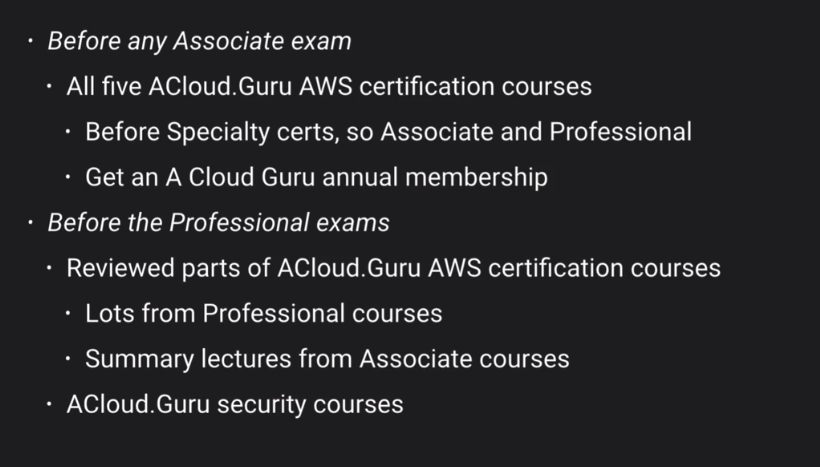 • Before any Associate exam
• All five ACloud.Guru AWS certification courses
• Before Specialty certs, so Associate and Professional
• Get an A Cloud Guru annual membership
• Before the Professional exams
• Reviewed parts of ACloud.Guru AWS certification courses
• Lots from Professional courses
• Summary lectures from Associate courses
• ACloud.Guru security courses